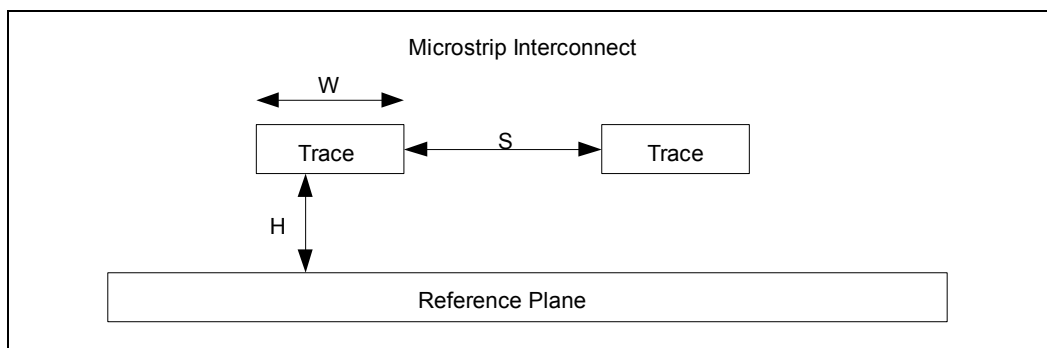 Microstrip Interconnect
W
Trace
S
Trace
H
Reference Plane